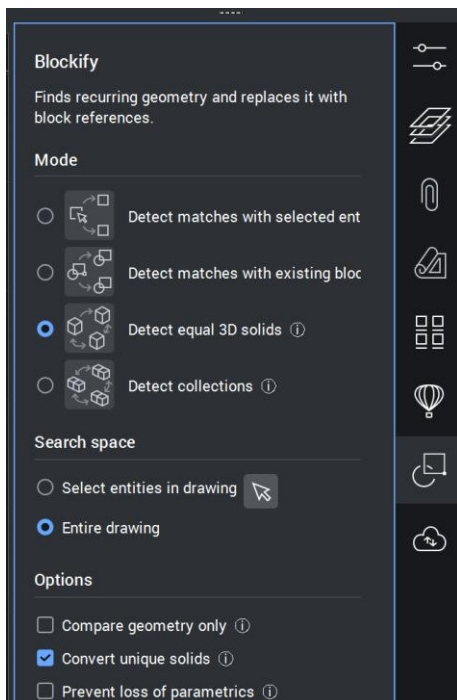 Blockify
Finds recurring geometry and replaces it with
block references.
Mode
Detect matches with selected ent
Detect matches with existing bloc
Detect equal 3D solids
Detect collections
Search space
Select entities in drawing
Entire drawing
Options
Compare geometry only
Convert unique solids
Prevent loss of parametrics